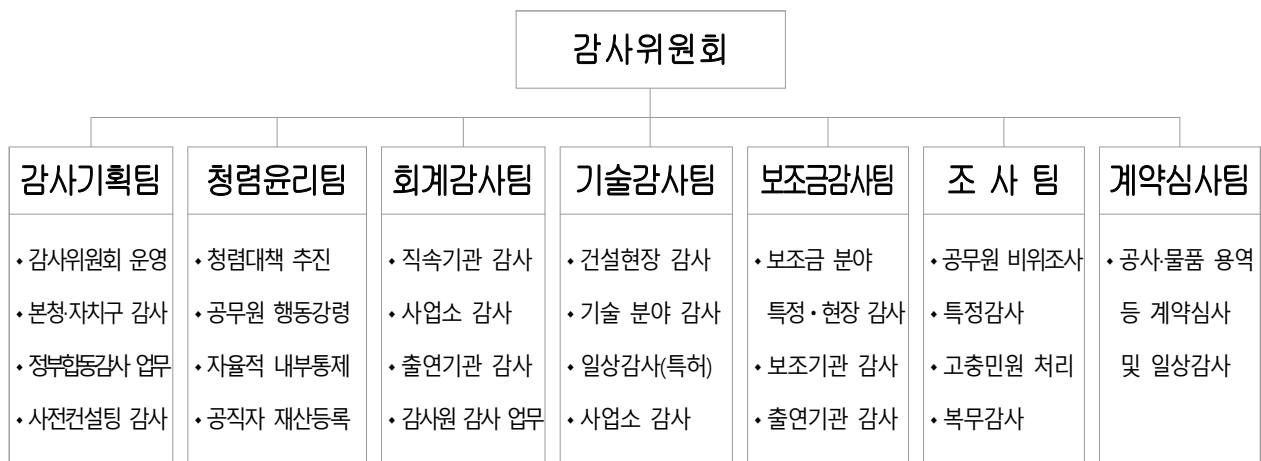 감사위원회
감사기획팀
• 감사위원회 운영
• 본청·자치구 감사
• 정부합동감사 업무
• 사전컨설팅 감사
청렴윤리팀
• 청렴대책 추진
• 공무원 행동강령
• 자율적 내부통제
• 공직자 재산등록
회계감사팀
• 직속기관 감사
• 사업소 감사
• 출연기관 감사
• 감사원 감사 업무
기술감사팀
• 건설현장 감사
• 기술 분야 감사
• 일상감사(특허)
• 사업소 감사
보조금감사팀
• 보조금 분야
특정·현장 감사
• 보조기관 감사
• 출연기관 감사
조 사 팀
• 공무원 비위조사
• 특정감사
• 고충민원 처리
• 복무감사
계약심사팀
• 공사·물품 용역
등 계약심사
및 일상감사